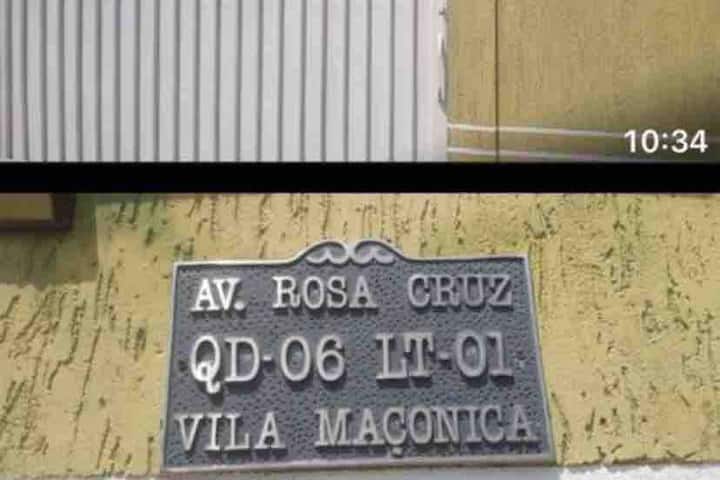 10:34
AV. ROSA CRUZ
QD-06 LT-01
VILA MAÇONICA